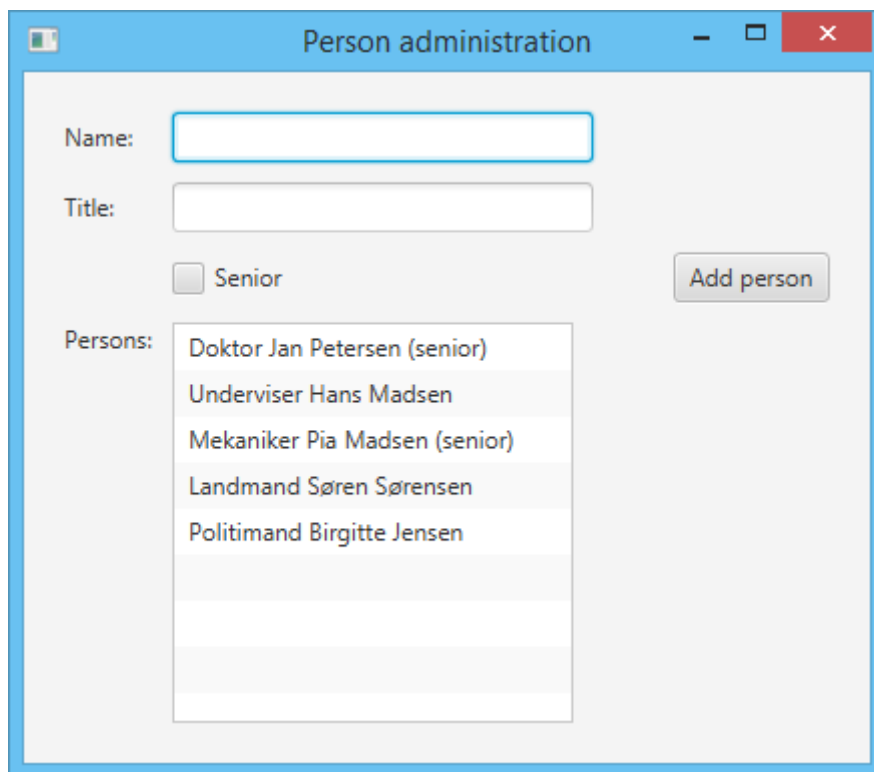 Person administration
Name:
Title:
Senior
Add person
Persons:
Doktor Jan Petersen (senior)
Underviser Hans Madsen
Mekaniker Pia Madsen (senior)
Landmand Søren Sørensen
Politimand Birgitte Jensen